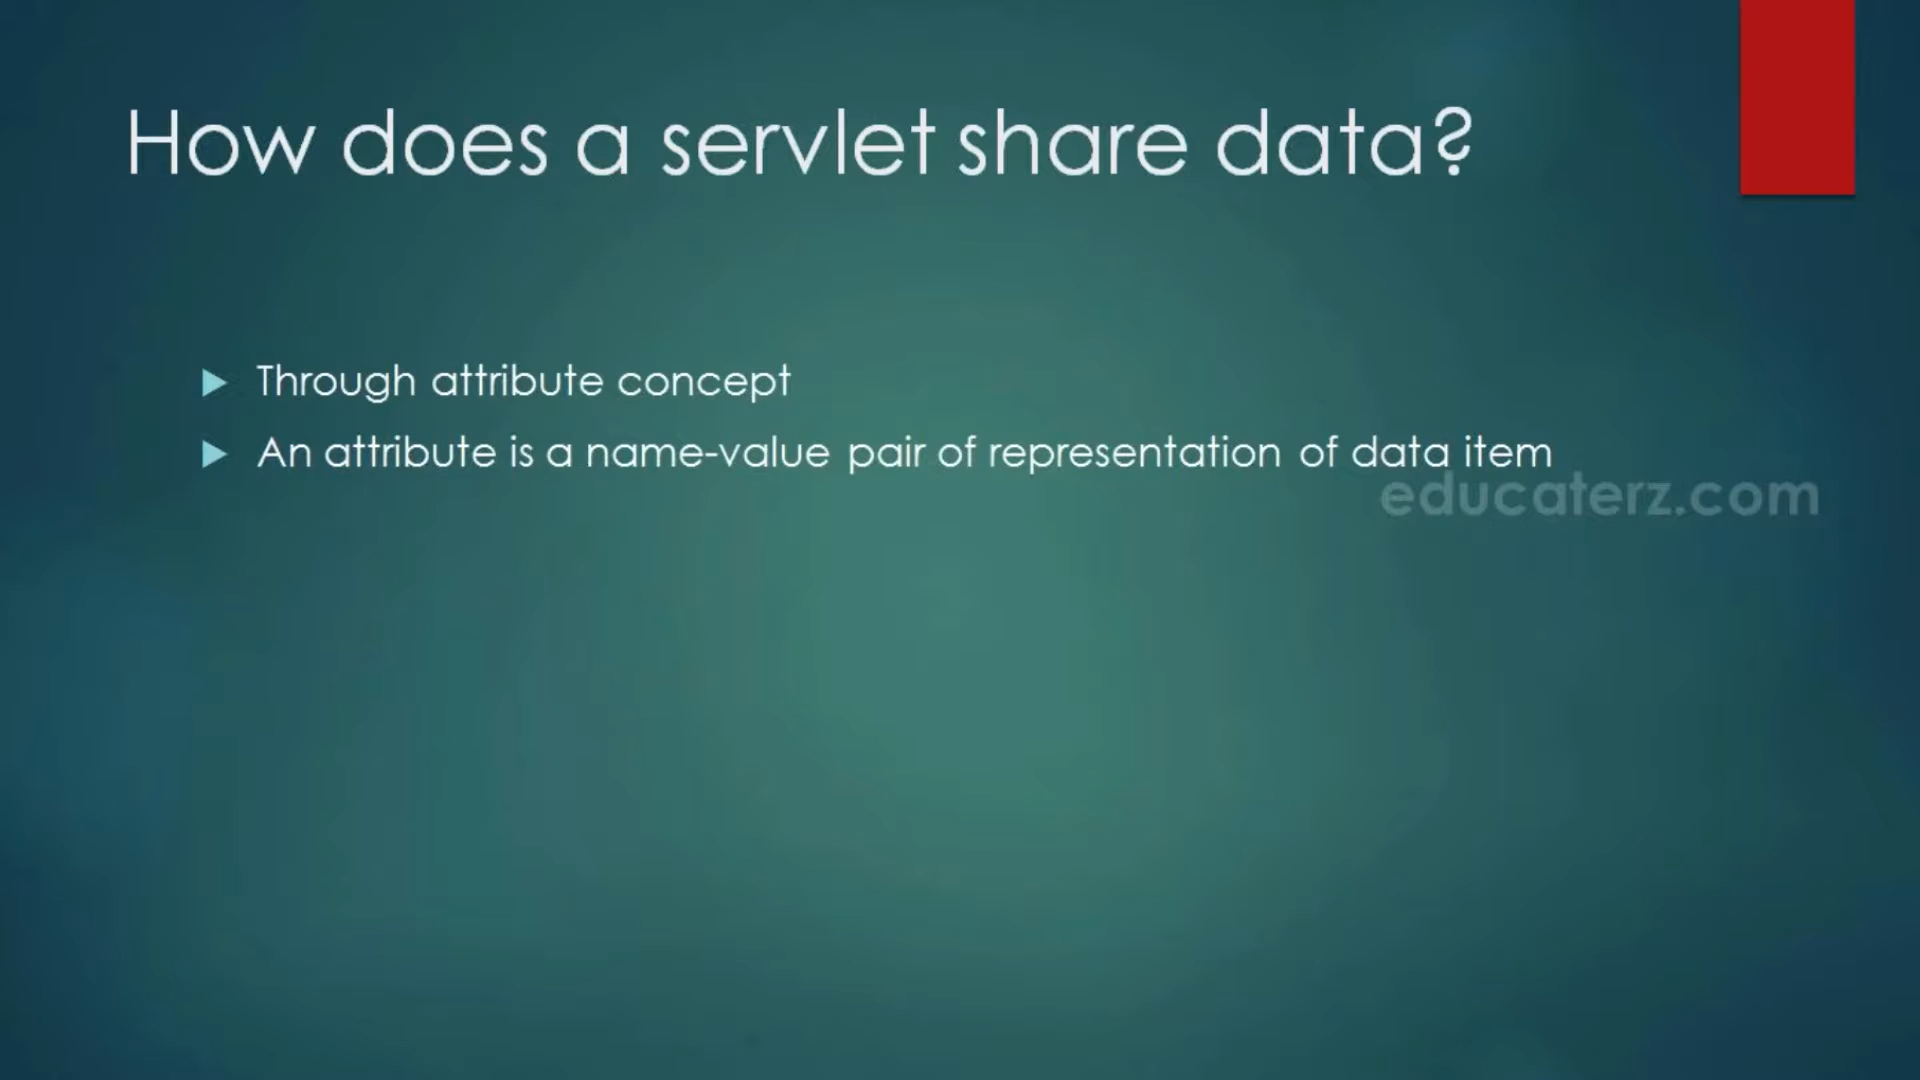 How does a servlet share data?
Through attribute concept
An attribute is a name-value pair of representation of data item
educaterz.com